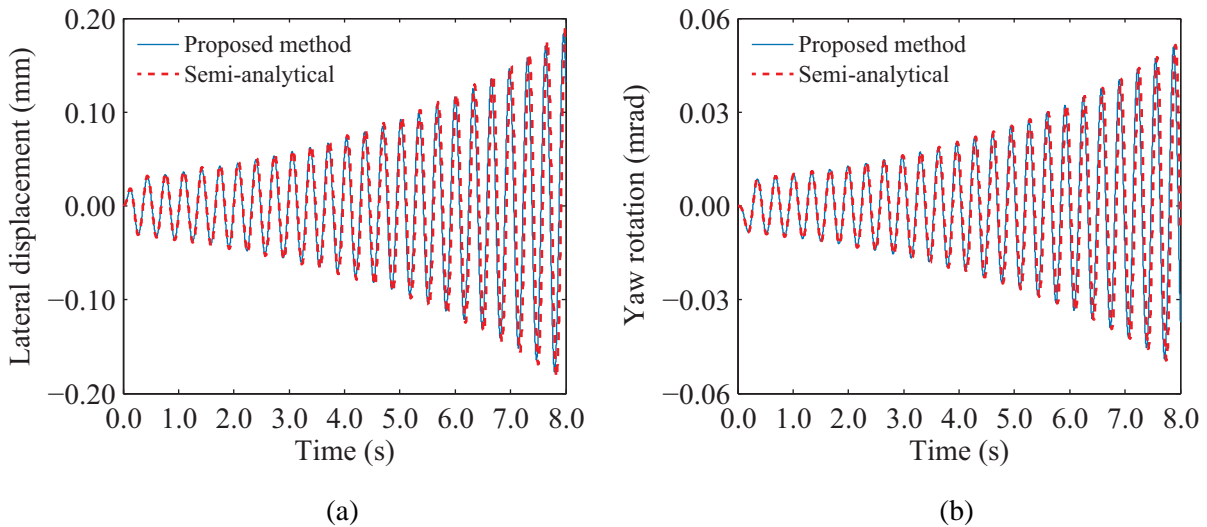 Lateral displacement (mm)
0.20
0.10
0.00
−0.10
−0.20
Proposed method
Semi-analytical
0.0 1.0 2.0 3.0 4.0 5.0 6.0 7.0 8.0
Time (s)
(a)
Yaw rotation (mrad)
0.06
0.03
0.00
−0.03
−0.06
Proposed method
Semi-analytical
0.0 1.0 2.0 3.0 4.0 5.0 6.0 7.0 8.0
Time (s)
(b)